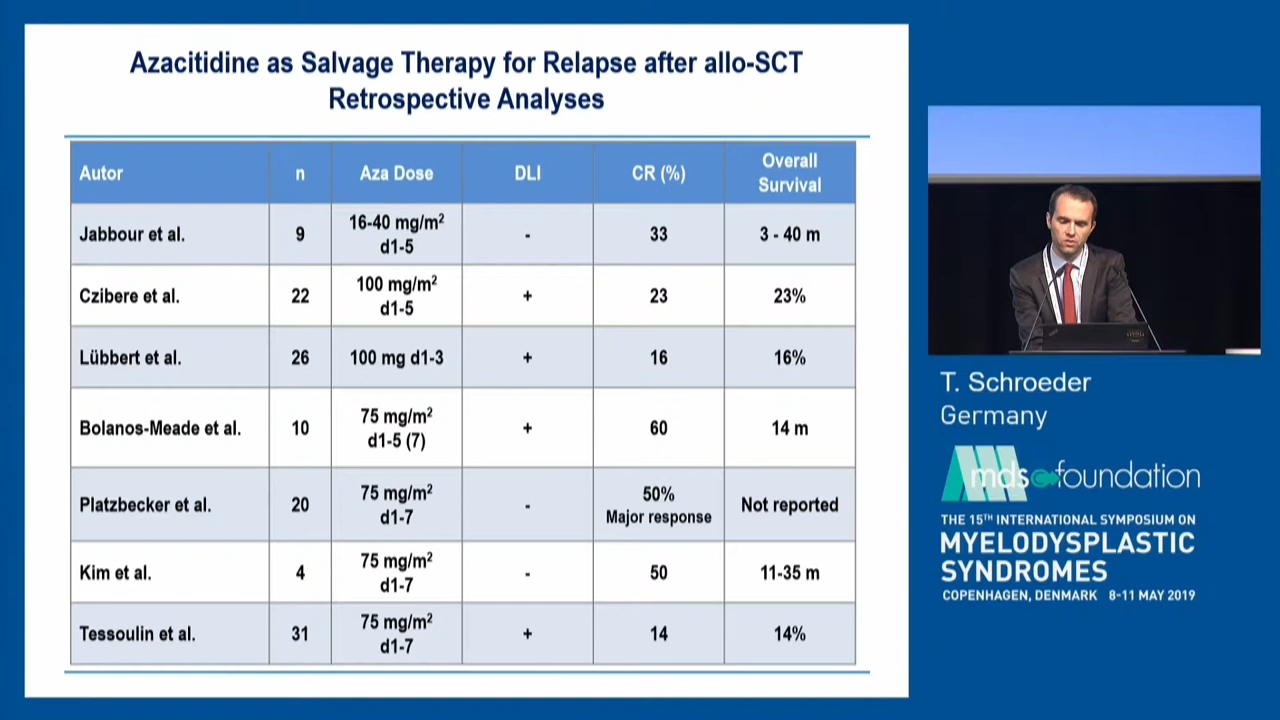 Azacitidine as Salvage Therapy for Relapse after allo-SCT
Retrospective Analyses
Autor n Aza Dose DLI CR (%) Overall Survival
Jabbour et al. 9 16-40 mg/m² d1-5 - 33 3 - 40 m
Czibere et al. 22 100 mg/m² d1-5 + 23 23%
Lübbert et al. 26 100 mg d1-3 + 16 16%
Bolanos-Meade et al. 10 75 mg/m² d1-5 (7) + 60 14 m
Platzbecker et al. 20 75 mg/m² d1-7 - 50% Major response Not reported
Kim et al. 4 75 mg/m² d1-7 - 50 11-35 m
Tessoulin et al. 31 75 mg/m² d1-7 + 14 14%
T. Schroeder
Germany
mds foundation
THE 15TH INTERNATIONAL SYMPOSIUM ON
MYELODYSPLASTIC
SYNDROMES
COPENHAGEN, DENMARK 8-11 MAY 2019